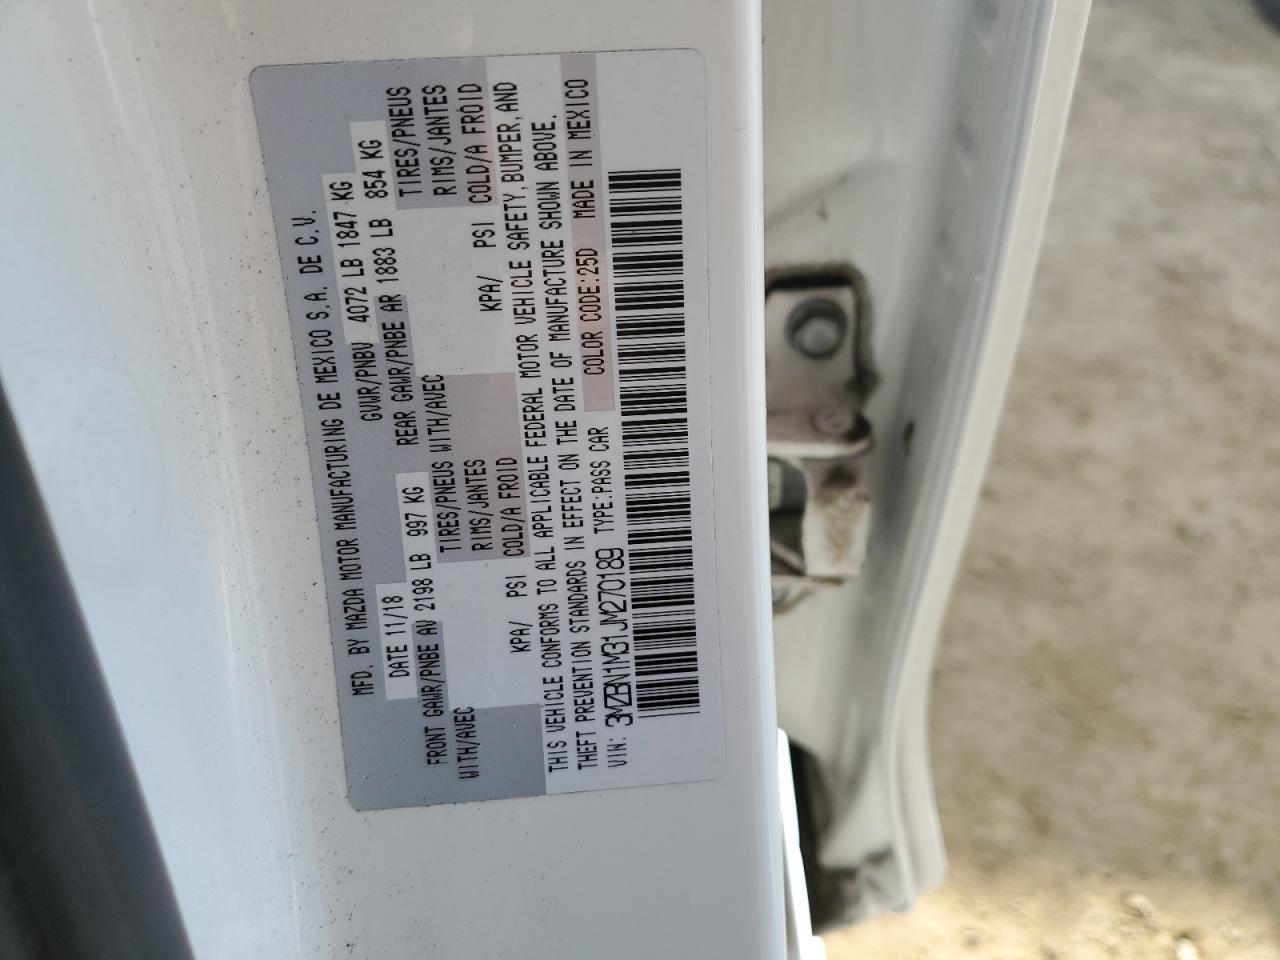 MFD. BY MAZDA MOTOR MANUFACTURING DE MEXICO S.A. DE C.V.
DATE 11/18 GVWR/PNBV 4072 LB 1847 KG
FRONT GAWR/PNBE AV 2198 LB 997 KG REAR GAWR/PNBE AR 1883 LB 854 KG
WITH/AVEC TIRES/PNEUS WITH/AVEC TIRES/PNEUS
RIMS/JANTES RIMS/JANTES
KPA/ PSI COLD/A FROID KPA/ PSI COLD/A FROID
THIS VEHICLE CONFORMS TO ALL APPLICABLE FEDERAL MOTOR VEHICLE SAFETY, BUMPER, AND
THEFT PREVENTION STANDARDS IN EFFECT ON THE DATE OF MANUFACTURE SHOWN ABOVE.
VIN: 3MZBN1M31JM270189 TYPE:PASS CAR COLOR CODE:25D MADE IN MEXICO